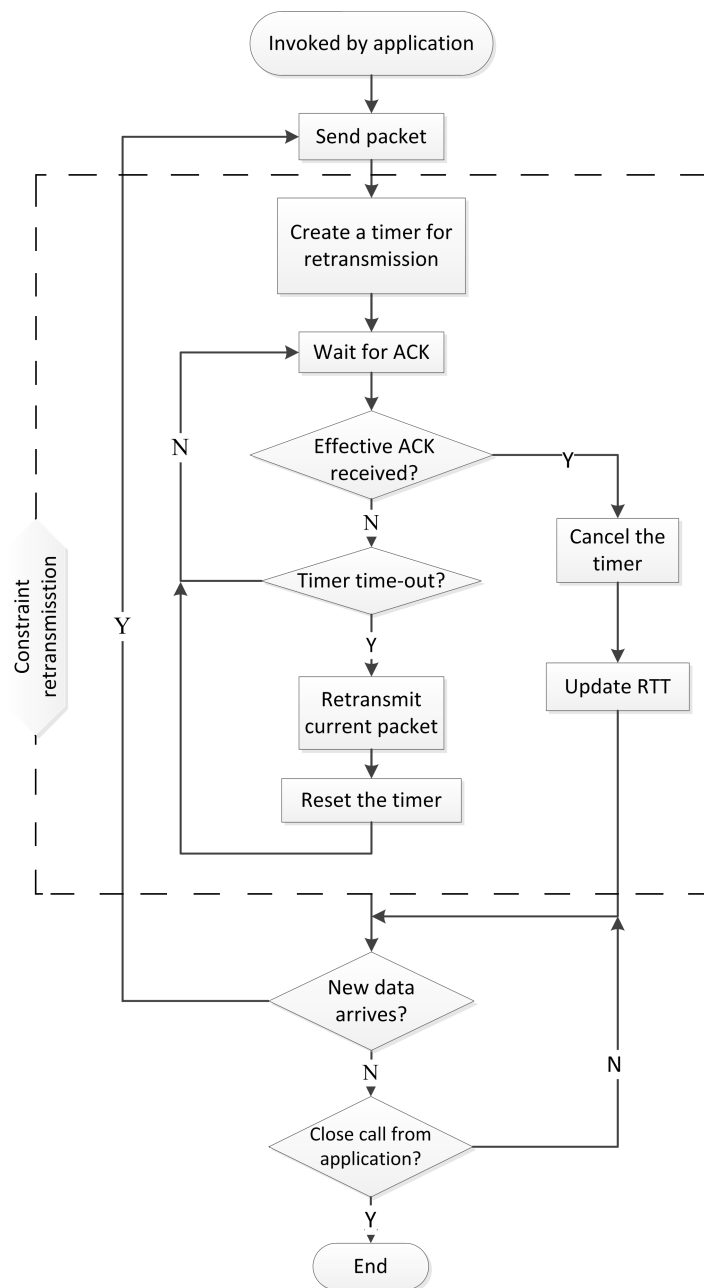 Invoked by application
Send packet
Create a timer for
retransmission
Wait for ACK
N
Effective ACK
received?
Y
N
Cancel the
timer
Timer time-out?
Constraint
retransmisstion
Y
Y
Update RTT
Retransmit
current packet
Reset the timer
New data
arrives?
N
N
Close call from
application?
Y
End